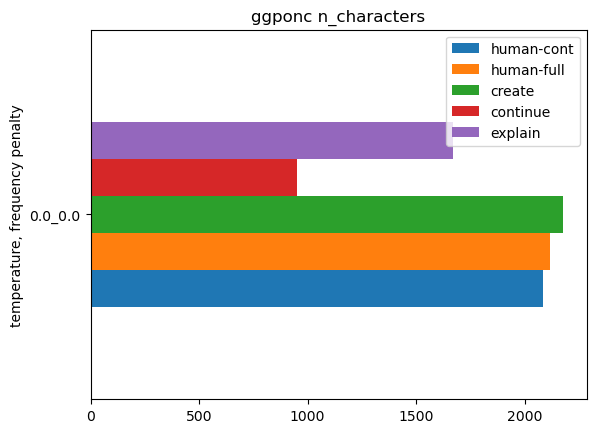 ggponc n_characters
human-cont
human-full
create
continue
explain
temperature, frequency penalty
0.0_0.0
0
500
1000
1500
2000